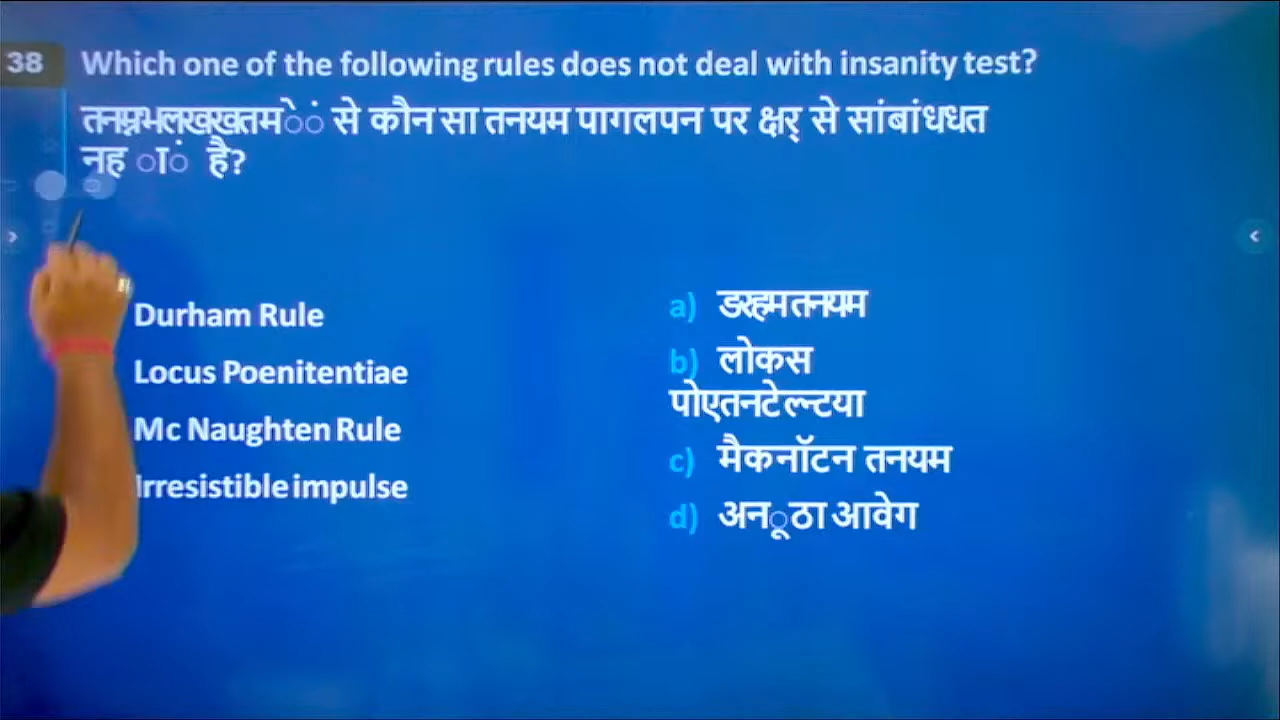 38
Which one of the following rules does not deal with insanity test?
तनम्नभलखखतम ें से कौन सा तनयम पागलपन पर क्षर् से सांबांधधत
नह ीां है?
Durham Rule
Locus Poenitentiae
Mc Naughten Rule
Irresistible impulse
a) डरहम तनयम
b) लोकस
पोएतनटेल्न्टया
c) मैकनॉटन तनयम
d) अन ूठा आवेग